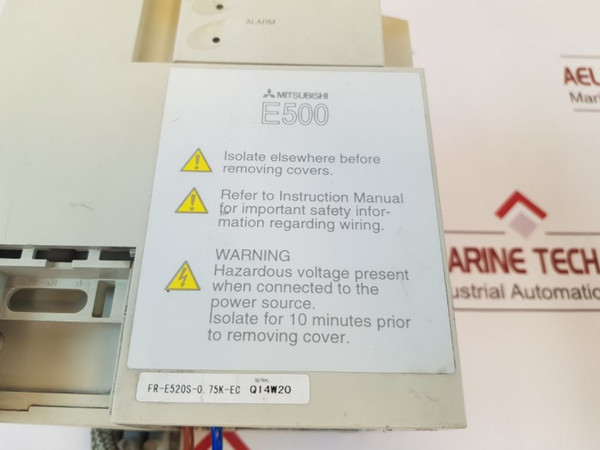 ALARM
MITSUBISHI
E500
Isolate elsewhere before
removing covers.
Refer to Instruction Manual
for important safety infor-
mation regarding wiring.
WARNING
Hazardous voltage present
when connected to the
power source.
Isolate for 10 minutes prior
to removing cover.
SERIAL
FR-E520S-0.75K-EC Q14W20
AEL
Mari
ARINE TECH
ustrial Automatio